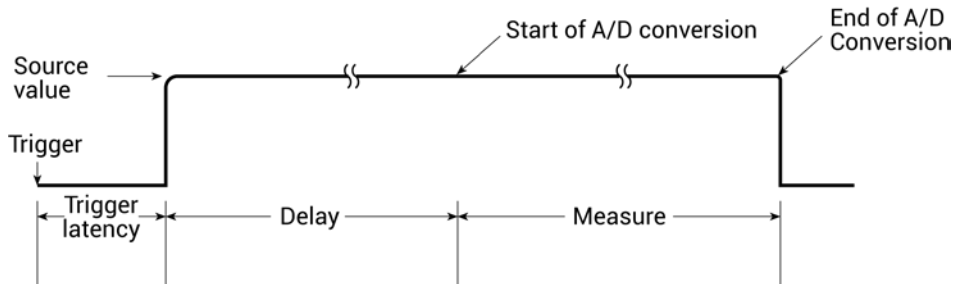 Start of A/D conversion
End of A/D
Conversion
Source
value
Trigger
Trigger
latency
Delay
Measure